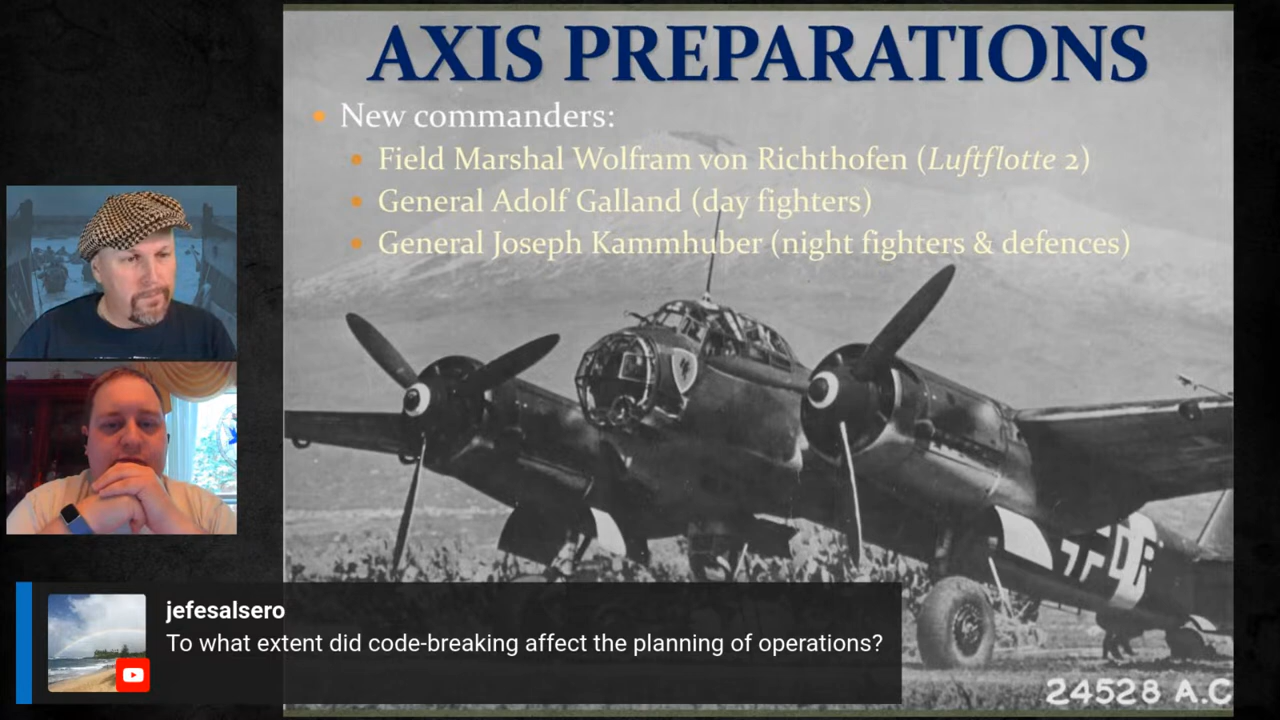 AXIS PREPARATIONS
• New commanders:
• Field Marshal Wolfram von Richthofen (Luftflotte 2)
• General Adolf Galland (day fighters)
• General Joseph Kammhuber (night fighters & defences)
jefesalsero
To what extent did code-breaking affect the planning of operations?
24528 A.C